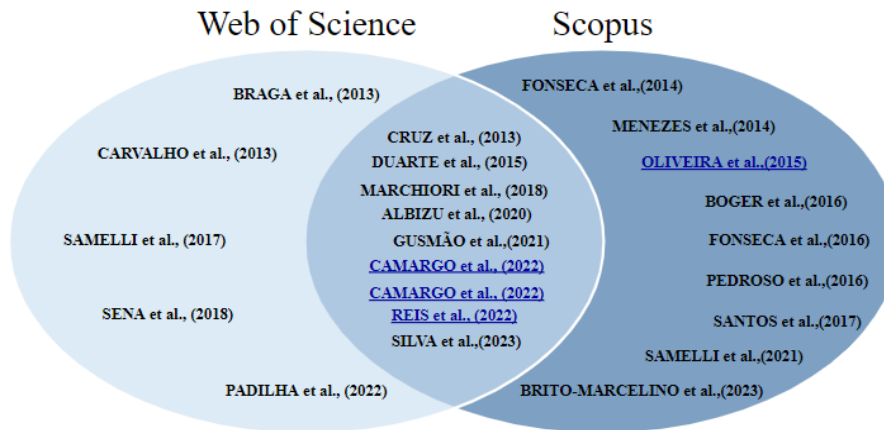 Web of Science
Scopus
BRAGA et al., (2013)
CARVALHO et al., (2013)
SAMELLI et al., (2017)
SENA et al., (2018)
PADILHA et al., (2022)
CRUZ et al., (2013)
DUARTE et al., (2015)
MARCHIORI et al., (2018)
ALBIZU et al., (2020)
GUSMÃO et al.,(2021)
CAMARGO et al., (2022)
CAMARGO et al., (2022)
REIS et al., (2022)
SILVA et al.,(2023)
FONSECA et al.,(2014)
MENEZES et al.,(2014)
OLIVEIRA et al.,(2015)
BOGER et al.,(2016)
FONSECA et al.,(2016)
PEDROSO et al.,(2016)
SANTOS et al.,(2017)
SAMELLI et al.,(2021)
BRITO-MARCELINO et al.,(2023)